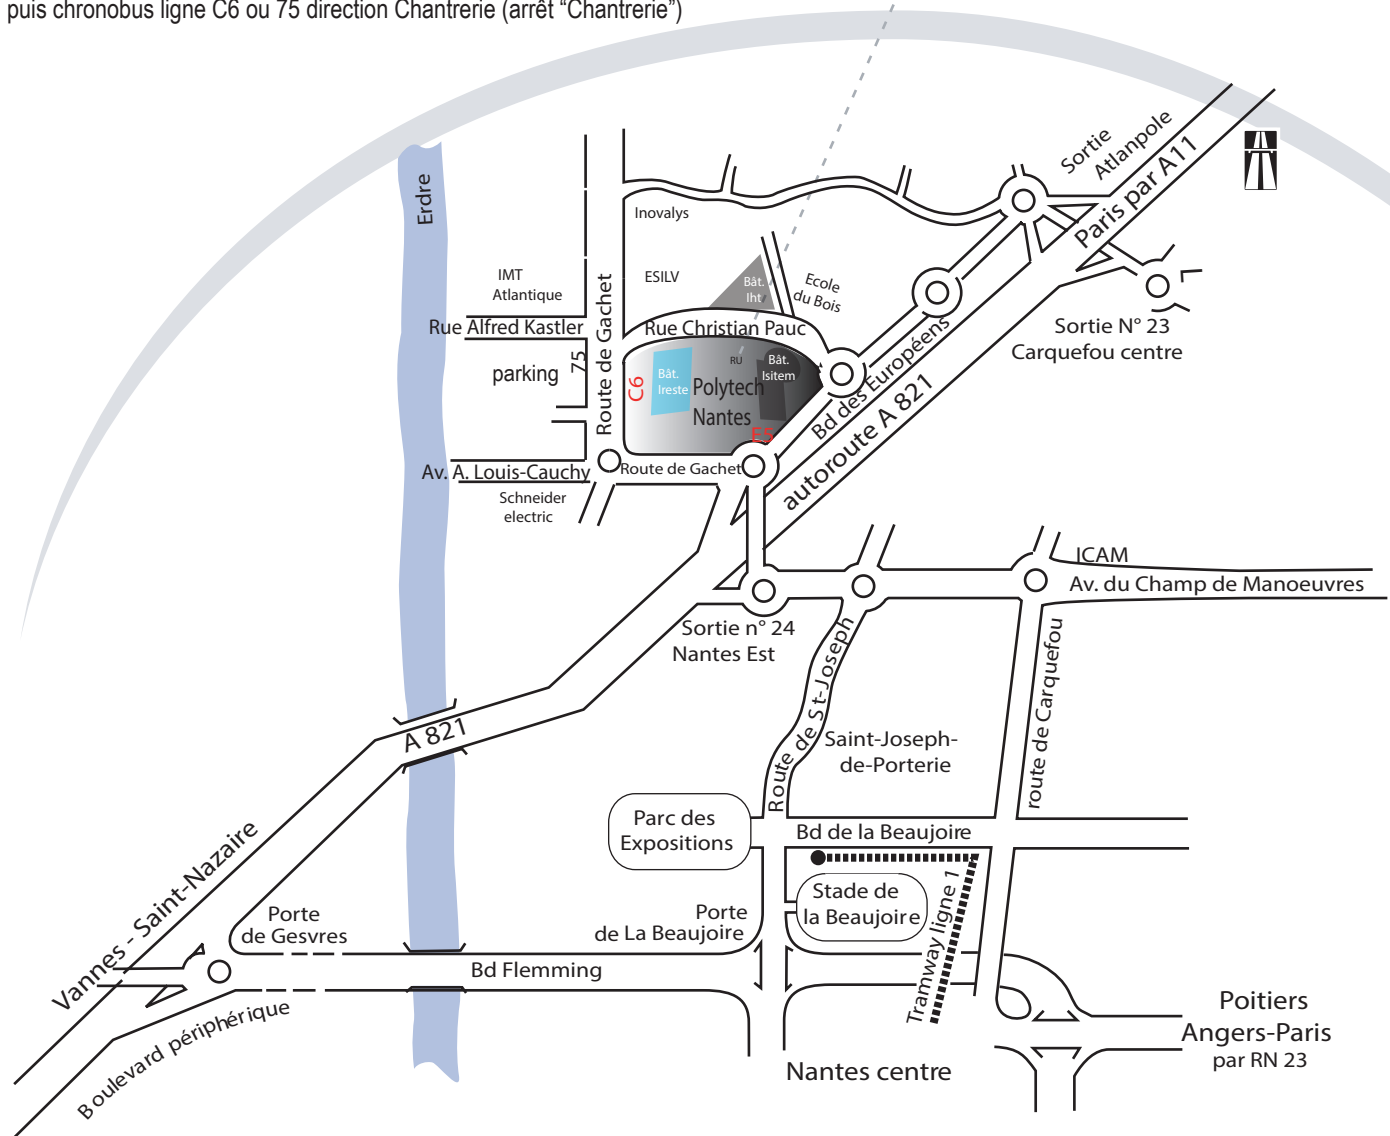 puis chronobus ligne C6 ou 75 direction Chantrerie (arrêt “Chantrerie”)
Sortie
Atlanpole
Paris par A11
Erdre
Inovalys
IMT
Atlantique
ESILV
Bât.
Iht
Ecole
du Bois
Rue Alfred Kastler
Route de Gachet
Rue Christian Pauc
Sortie N° 23
Carquefou centre
parking
75
C6
Bât.
Ireste
RU
Bât.
Isitem
Polytech
Nantes
E5
Bd des Européens
autoroute A 821
Av. A. Louis-Cauchy
Route de Gachet
Schneider
electric
ICAM
Av. du Champ de Manoeuvres
Sortie n° 24
Nantes Est
Route de St-Joseph
route de Carquefou
A 821
Saint-Joseph-
de-Porterie
Parc des
Expositions
Bd de la Beaujoire
Vannes - Saint-Nazaire
Stade de
la Beaujoire
Tramway ligne 1
Porte
de Gesvres
Porte
de La Beaujoire
Bd Flemming
Boulevard périphérique
Poitiers
Angers-Paris
par RN 23
Nantes centre